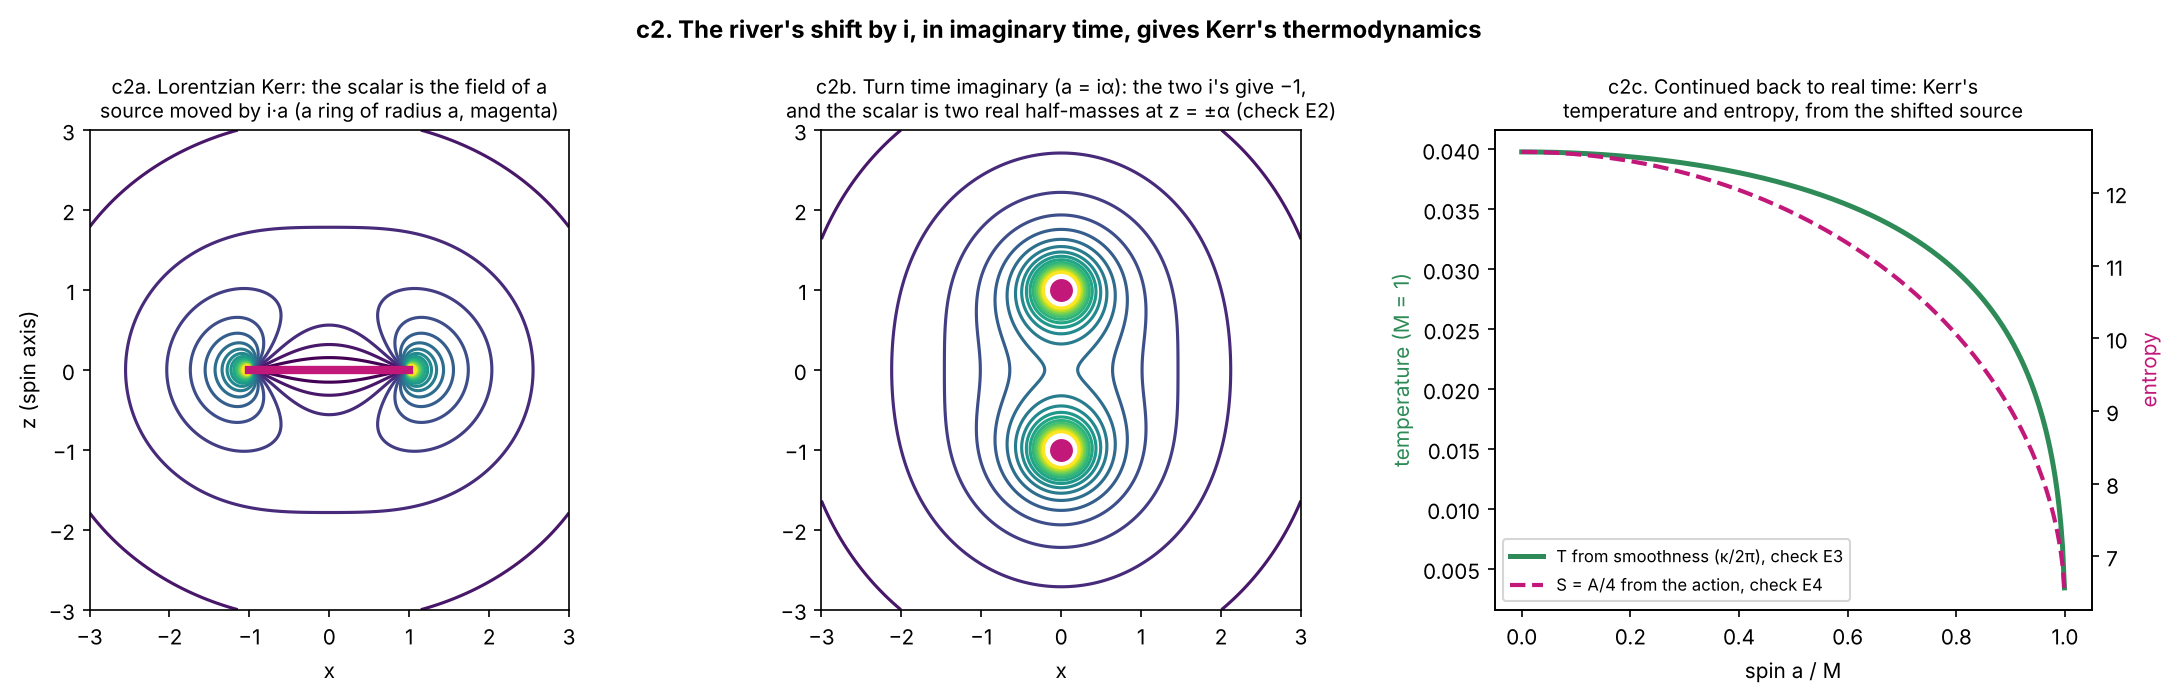 c2. The river's shift by i, in imaginary time, gives Kerr's thermodynamics
c2a. Lorentzian Kerr: the scalar is the field of a
source moved by i·a (a ring of radius a, magenta)
3
2
1
0
−1
−2
−3
z (spin axis)
−3 −2 −1 0 1 2 3
x
c2b. Turn time imaginary (a = iα): the two i's give −1,
and the scalar is two real half-masses at z = ±α (check E2)
3
2
1
0
−1
−2
−3
−3 −2 −1 0 1 2 3
x
c2c. Continued back to real time: Kerr's
temperature and entropy, from the shifted source
0.040
0.035
0.030
0.025
0.020
0.015
0.010
0.005
temperature (M = 1)
12
11
10
9
8
7
entropy
T from smoothness (κ/2π), check E3
S = A/4 from the action, check E4
0.0 0.2 0.4 0.6 0.8 1.0
spin a / M